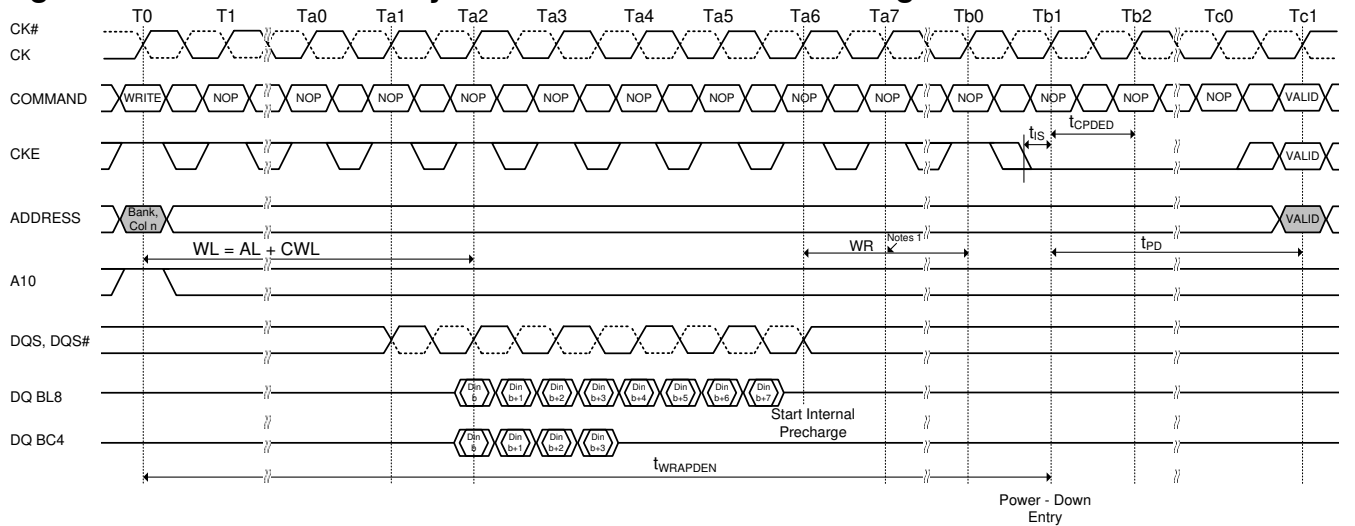 T0 T1 Ta0 Ta1 Ta2 Ta3 Ta4 Ta5 Ta6 Ta7 Tb0 Tb1 Tb2 Tc0 Tc1
CK#
CK
COMMAND WRITE NOP NOP NOP NOP NOP NOP NOP NOP NOP NOP NOP NOP NOP VALID
tIS tCPDED
CKE VALID
ADDRESS Bank, Col n VALID
WL = AL + CWL WR Notes 1 tPD
A10
DQS, DQS#
DQ BL8 Din b Din b+1 Din b+2 Din b+3 Din b+4 Din b+5 Din b+6 Din b+7
Start Internal
Precharge
DQ BC4 Din b Din b+1 Din b+2 Din b+3
tWRAPDEN
Power - Down
Entry